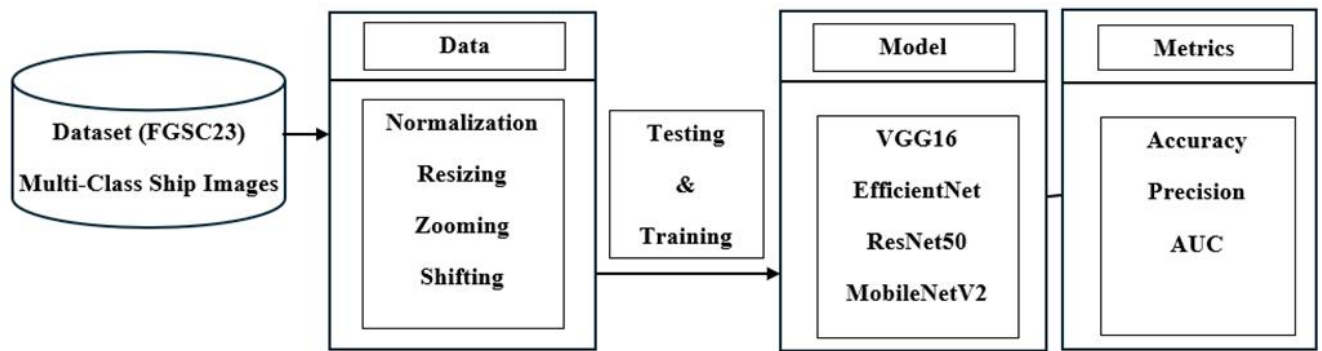 Dataset (FGSC23)
Multi-Class Ship Images
Data
Normalization
Resizing
Zooming
Shifting
Testing
&
Training
Model
VGG16
EfficientNet
ResNet50
MobileNetV2
Metrics
Accuracy
Precision
AUC